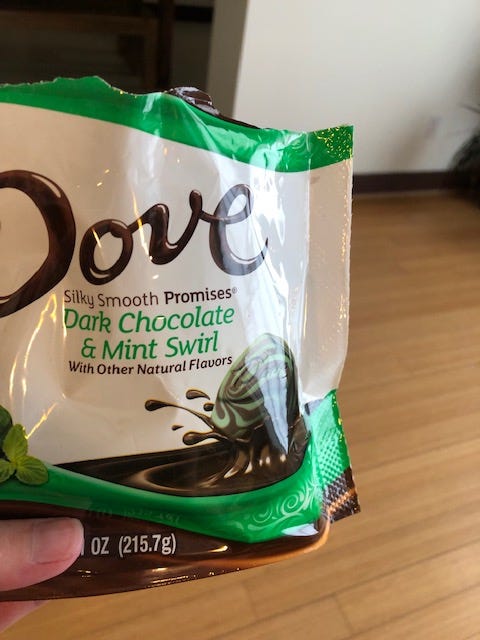 Dove
Silky Smooth Promises®
Dark Chocolate
& Mint Swirl
With Other Natural Flavors
OZ (215.7g)